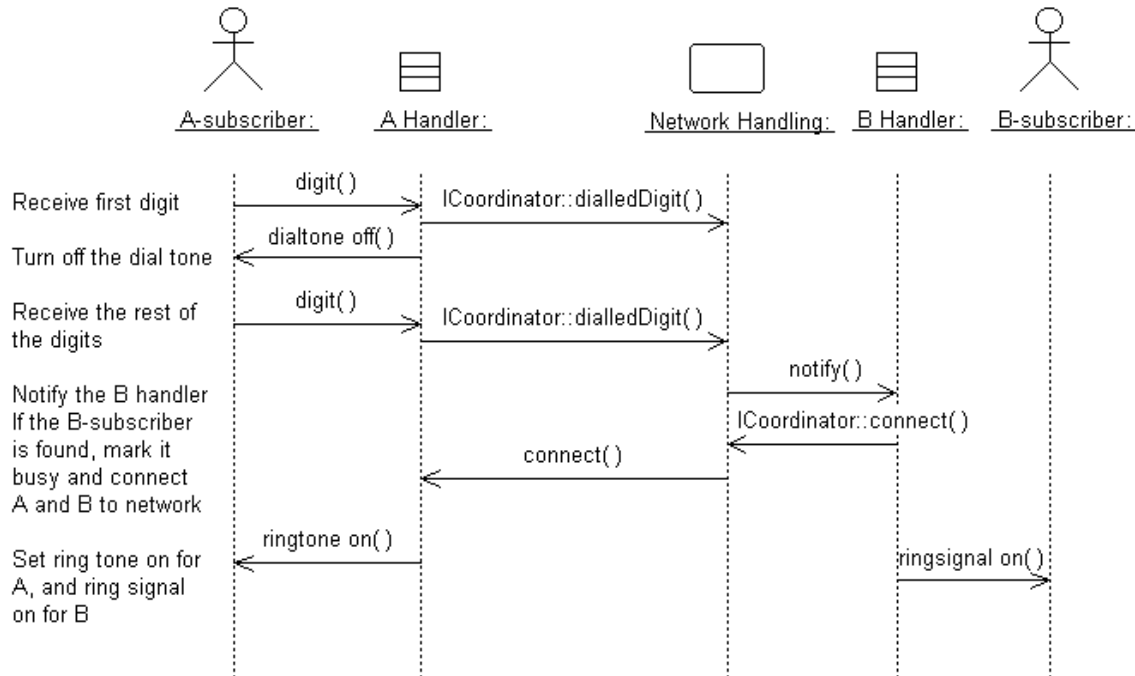 A-subscriber:
A Handler:
Network Handling:
B Handler:
B-subscriber:
Receive first digit
digit( )
ICoordinator::dialledDigit( )
Turn off the dial tone
dialtone off( )
Receive the rest of
the digits
digit( )
ICoordinator::dialledDigit( )
notify( )
Notify the B handler
If the B-subscriber
is found, mark it
busy and connect
A and B to network
ICoordinator::connect( )
connect( )
Set ring tone on for
A, and ring signal
on for B
ringtone on( )
ringsignal on( )